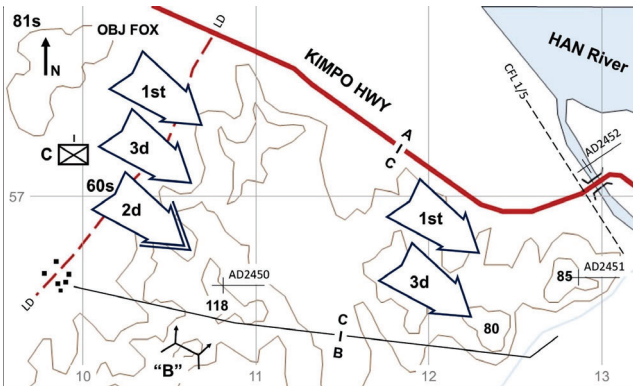 81s
OBJ FOX
LD
N
1st
KIMPO HWY
HAN River
CFL 1/5
A
C
AD2452
C
3d
57
60s
2d
1st
3d
AD2450
118
85
AD2451
80
LD
C
B
"B"
10
11
12
13